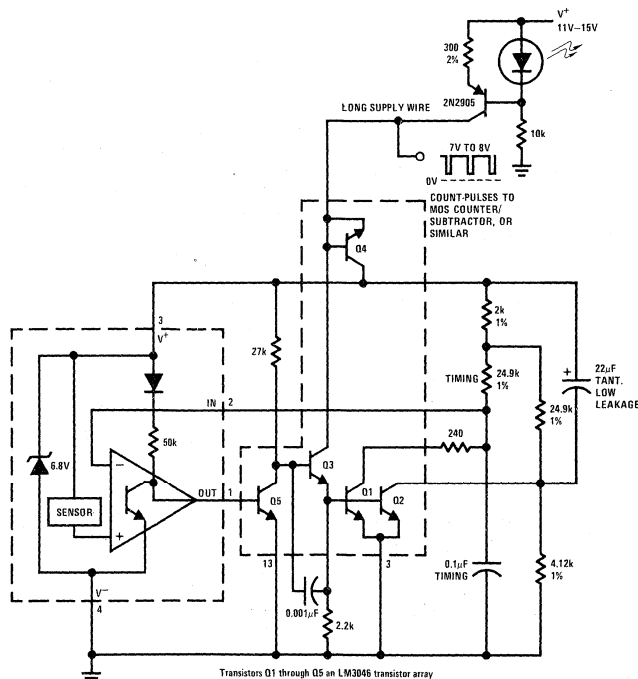 V+
11V–15V
300
2%
2N2905
LONG SUPPLY WIRE
10k
7V TO 8V
0V
COUNT-PULSES TO
MOS COUNTER/
SUBTRACTOR, OR
SIMILAR
Q4
3
V+
2k
1%
27k
TIMING
24.9k
1%
+
22µF
TANT.
LOW
LEAKAGE
24.9k
1%
IN
2
50k
240
6.8V
–
SENSOR
+
OUT
1
Q5
Q3
Q1
Q2
13
3
0.1µF
TIMING
4.12k
1%
V–
4
0.001µF
2.2k
Transistors Q1 through Q5 an LM3046 transistor array